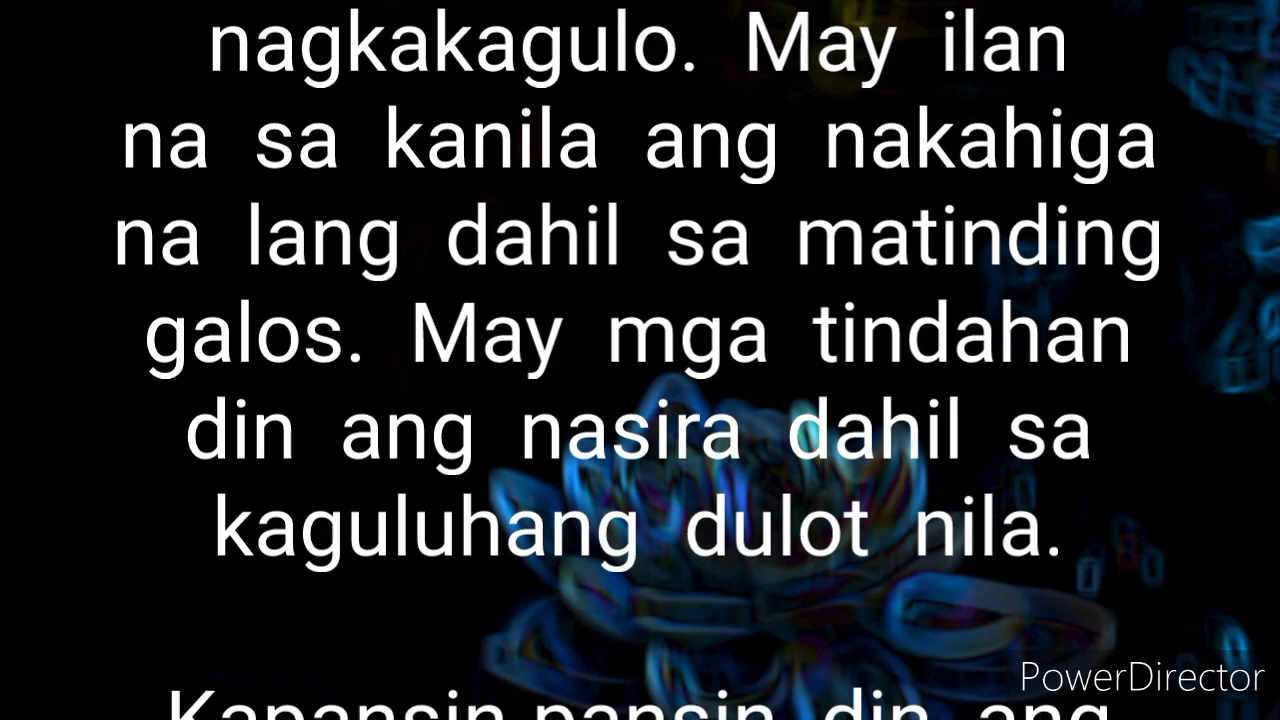 nagkakagulo. May ilan
na sa kanila ang nakahiga
na lang dahil sa matinding
galos. May mga tindahan
din ang nasira dahil sa
kaguluhang dulot nila.
Kapansin pansin din ang
PowerDirector